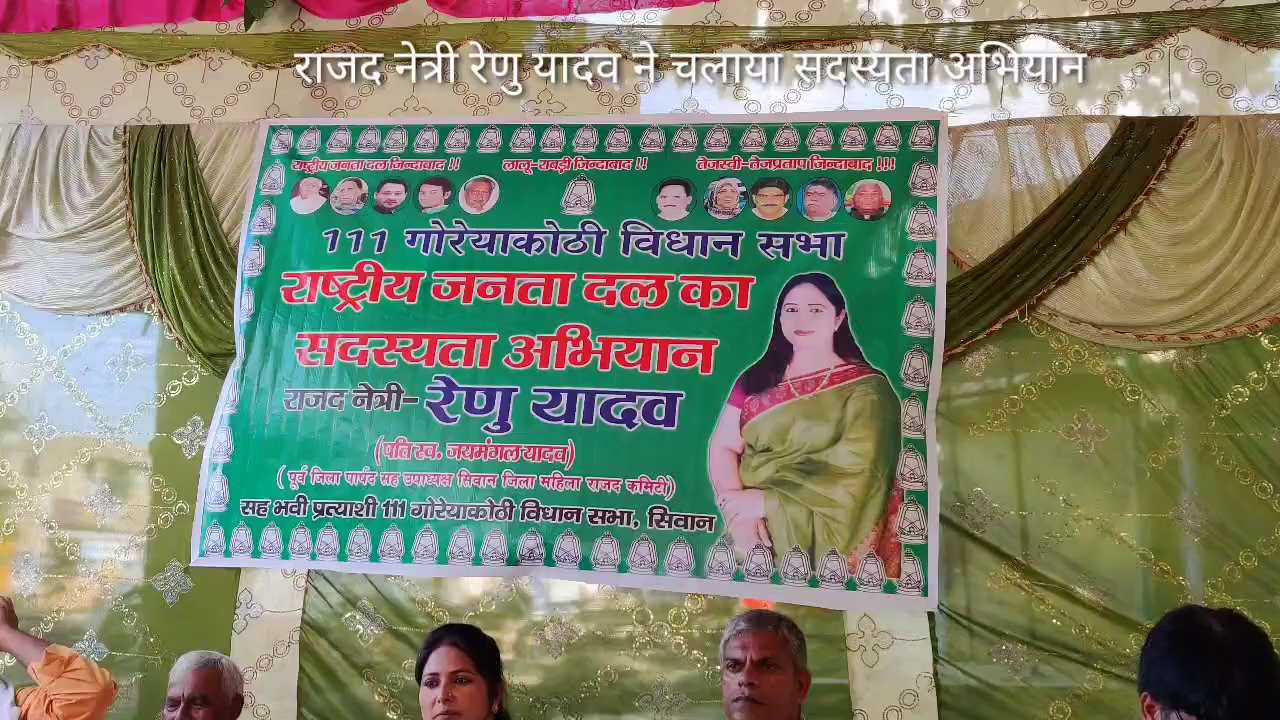 राजद नेत्री रेणु यादव ने चलाया सदस्यता अभियान
राष्ट्रीय जनता दल जिन्दाबाद !! लालू-राबड़ी जिन्दाबाद !! तेजस्वी-तेजप्रताप जिन्दाबाद !!!
111 गोरेयाकोठी विधान सभा
राष्ट्रीय जनता दल का
सदस्यता अभियान
राजद नेत्री- रेणु यादव
(पति स्व. जयमंगल यादव)
( पूर्व जिला पार्षद सह उपाध्यक्ष सिवान जिला महिला राजद कमिटी)
सह भवी प्रत्याशी 111 गोरेयाकोठी विधान सभा, सिवान